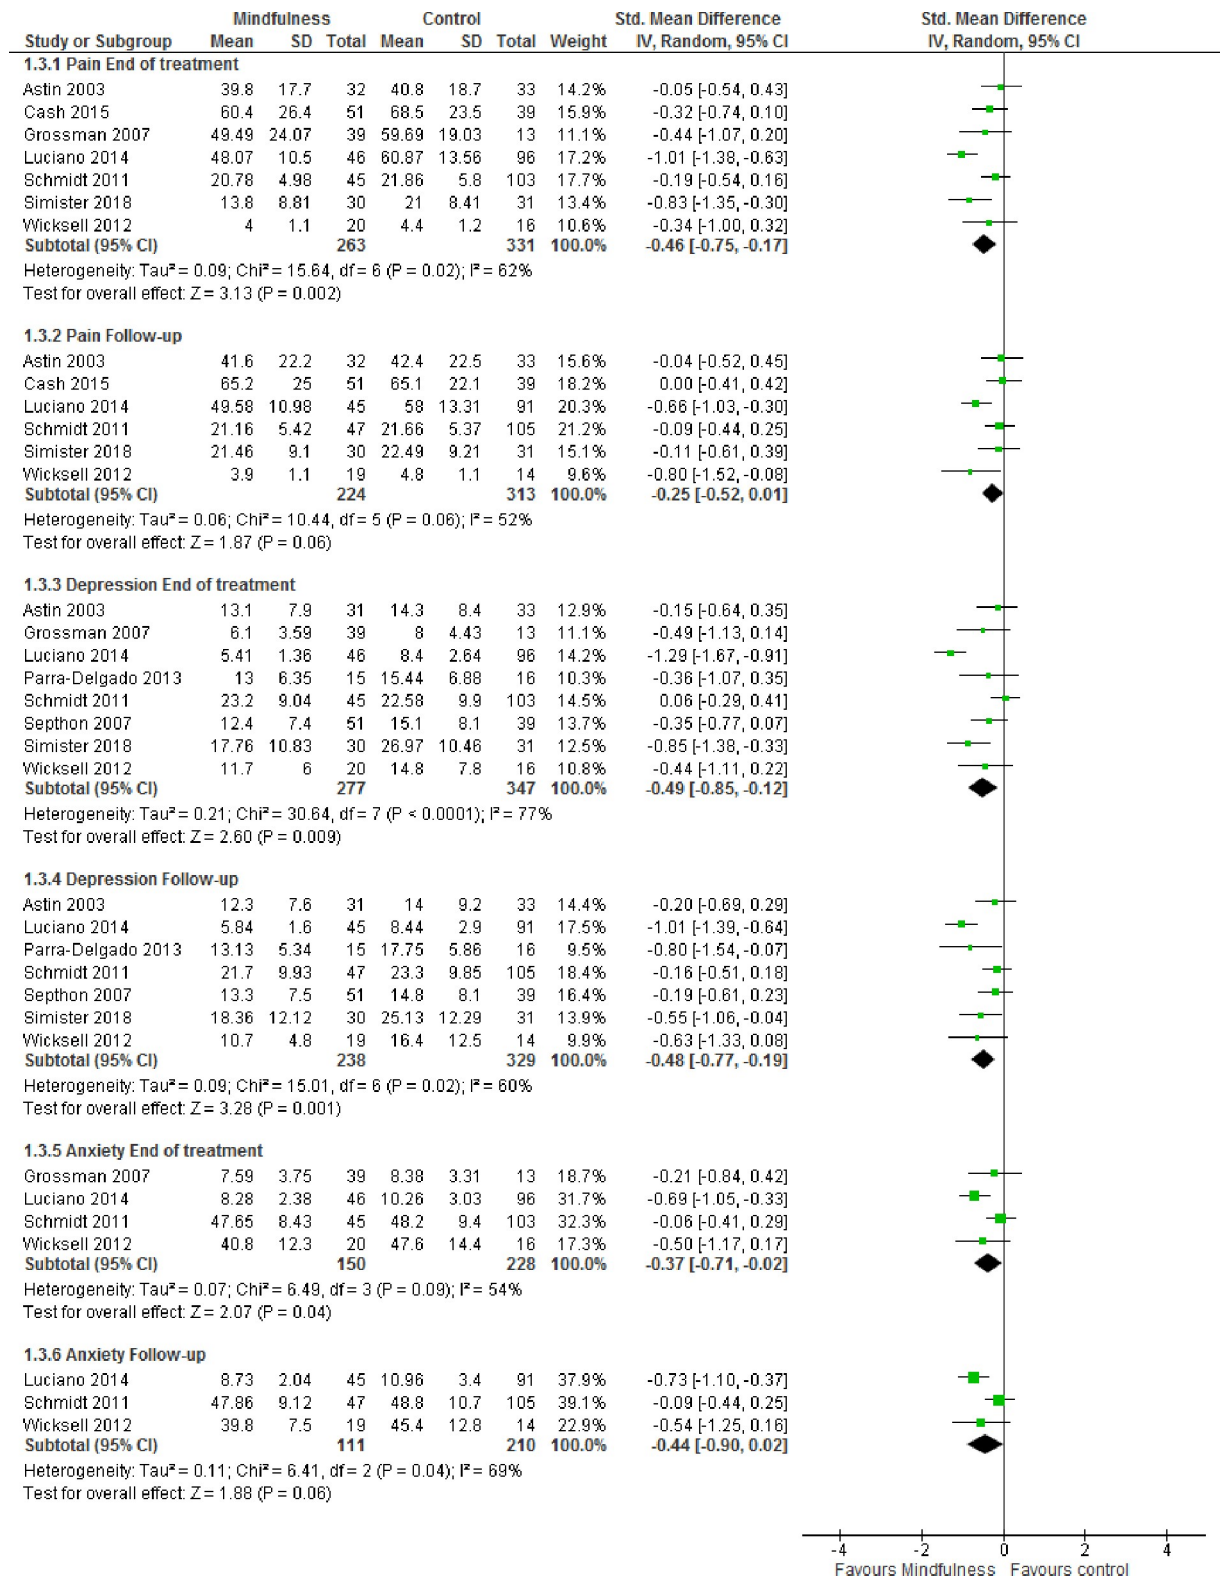 Mindfulness Control Std. Mean Difference Std. Mean Difference
Study or Subgroup Mean SD Total Mean SD Total Weight IV, Random, 95% CI IV, Random, 95% CI
1.3.1 Pain End of treatment
Astin 2003 39.8 17.7 32 40.8 18.7 33 14.2% -0.05 [-0.54, 0.43]
Cash 2015 60.4 26.4 51 68.5 23.5 39 15.9% -0.32 [-0.74, 0.10]
Grossman 2007 49.49 24.07 39 59.69 19.03 13 11.1% -0.44 [-1.07, 0.20]
Luciano 2014 48.07 10.5 46 60.87 13.56 96 17.2% -1.01 [-1.38, -0.63]
Schmidt 2011 20.78 4.98 45 21.86 5.8 103 17.7% -0.19 [-0.54, 0.16]
Simister 2018 13.8 8.81 30 21 8.41 31 13.4% -0.83 [-1.35, -0.30]
Wicksell 2012 4 1.1 20 4.4 1.2 16 10.6% -0.34 [-1.00, 0.32]
Subtotal (95% CI) 263 331 100.0% -0.46 [-0.75, -0.17]
Heterogeneity: Tau² = 0.09; Chi² = 15.64, df = 6 (P = 0.02); I² = 62%
Test for overall effect: Z = 3.13 (P = 0.002)
1.3.2 Pain Follow-up
Astin 2003 41.6 22.2 32 42.4 22.5 33 15.6% -0.04 [-0.52, 0.45]
Cash 2015 65.2 25 51 65.1 22.1 39 18.2% 0.00 [-0.41, 0.42]
Luciano 2014 49.58 10.98 45 58 13.31 91 20.3% -0.66 [-1.03, -0.30]
Schmidt 2011 21.16 5.42 47 21.66 5.37 105 21.2% -0.09 [-0.44, 0.25]
Simister 2018 21.46 9.1 30 22.49 9.21 31 15.1% -0.11 [-0.61, 0.39]
Wicksell 2012 3.9 1.1 19 4.8 1.1 14 9.6% -0.80 [-1.52, -0.08]
Subtotal (95% CI) 224 313 100.0% -0.25 [-0.52, 0.01]
Heterogeneity: Tau² = 0.06; Chi² = 10.44, df = 5 (P = 0.06); I² = 52%
Test for overall effect: Z = 1.87 (P = 0.06)
1.3.3 Depression End of treatment
Astin 2003 13.1 7.9 31 14.3 8.4 33 12.9% -0.15 [-0.64, 0.35]
Grossman 2007 6.1 3.59 39 8 4.43 13 11.1% -0.49 [-1.13, 0.14]
Luciano 2014 5.41 1.36 46 8.4 2.64 96 14.2% -1.29 [-1.67, -0.91]
Parra-Delgado 2013 13 6.35 15 15.44 6.88 16 10.3% -0.36 [-1.07, 0.35]
Schmidt 2011 23.2 9.04 45 22.58 9.9 103 14.5% 0.06 [-0.29, 0.41]
Septhon 2007 12.4 7.4 51 15.1 8.1 39 13.7% -0.35 [-0.77, 0.07]
Simister 2018 17.76 10.83 30 26.97 10.46 31 12.5% -0.85 [-1.38, -0.33]
Wicksell 2012 11.7 6 20 14.8 7.8 16 10.8% -0.44 [-1.11, 0.22]
Subtotal (95% CI) 277 347 100.0% -0.49 [-0.85, -0.12]
Heterogeneity: Tau² = 0.21; Chi² = 30.64, df = 7 (P < 0.0001); I² = 77%
Test for overall effect: Z = 2.60 (P = 0.009)
1.3.4 Depression Follow-up
Astin 2003 12.3 7.6 31 14 9.2 33 14.4% -0.20 [-0.69, 0.29]
Luciano 2014 5.84 1.6 45 8.44 2.9 91 17.5% -1.01 [-1.39, -0.64]
Parra-Delgado 2013 13.13 5.34 15 17.75 5.86 16 9.5% -0.80 [-1.54, -0.07]
Schmidt 2011 21.7 9.93 47 23.3 9.85 105 18.4% -0.16 [-0.51, 0.18]
Septhon 2007 13.3 7.5 51 14.8 8.1 39 16.4% -0.19 [-0.61, 0.23]
Simister 2018 18.36 12.12 30 25.13 12.29 31 13.9% -0.55 [-1.06, -0.04]
Wicksell 2012 10.7 4.8 19 16.4 12.5 14 9.9% -0.63 [-1.33, 0.08]
Subtotal (95% CI) 238 329 100.0% -0.48 [-0.77, -0.19]
Heterogeneity: Tau² = 0.09; Chi² = 15.01, df = 6 (P = 0.02); I² = 60%
Test for overall effect: Z = 3.28 (P = 0.001)
1.3.5 Anxiety End of treatment
Grossman 2007 7.59 3.75 39 8.38 3.31 13 18.7% -0.21 [-0.84, 0.42]
Luciano 2014 8.28 2.38 46 10.26 3.03 96 31.7% -0.69 [-1.05, -0.33]
Schmidt 2011 47.65 8.43 45 48.2 9.4 103 32.3% -0.06 [-0.41, 0.29]
Wicksell 2012 40.8 12.3 20 47.6 14.4 16 17.3% -0.50 [-1.17, 0.17]
Subtotal (95% CI) 150 228 100.0% -0.37 [-0.71, -0.02]
Heterogeneity: Tau² = 0.07; Chi² = 6.49, df = 3 (P = 0.09); I² = 54%
Test for overall effect: Z = 2.07 (P = 0.04)
1.3.6 Anxiety Follow-up
Luciano 2014 8.73 2.04 45 10.96 3.4 91 37.9% -0.73 [-1.10, -0.37]
Schmidt 2011 47.86 9.12 47 48.8 10.7 105 39.1% -0.09 [-0.44, 0.25]
Wicksell 2012 39.8 7.5 19 45.4 12.8 14 22.9% -0.54 [-1.25, 0.16]
Subtotal (95% CI) 111 210 100.0% -0.44 [-0.90, 0.02]
Heterogeneity: Tau² = 0.11; Chi² = 6.41, df = 2 (P = 0.04); I² = 69%
Test for overall effect: Z = 1.88 (P = 0.06)
-4 -2 0 2 4
Favours Mindfulness Favours control